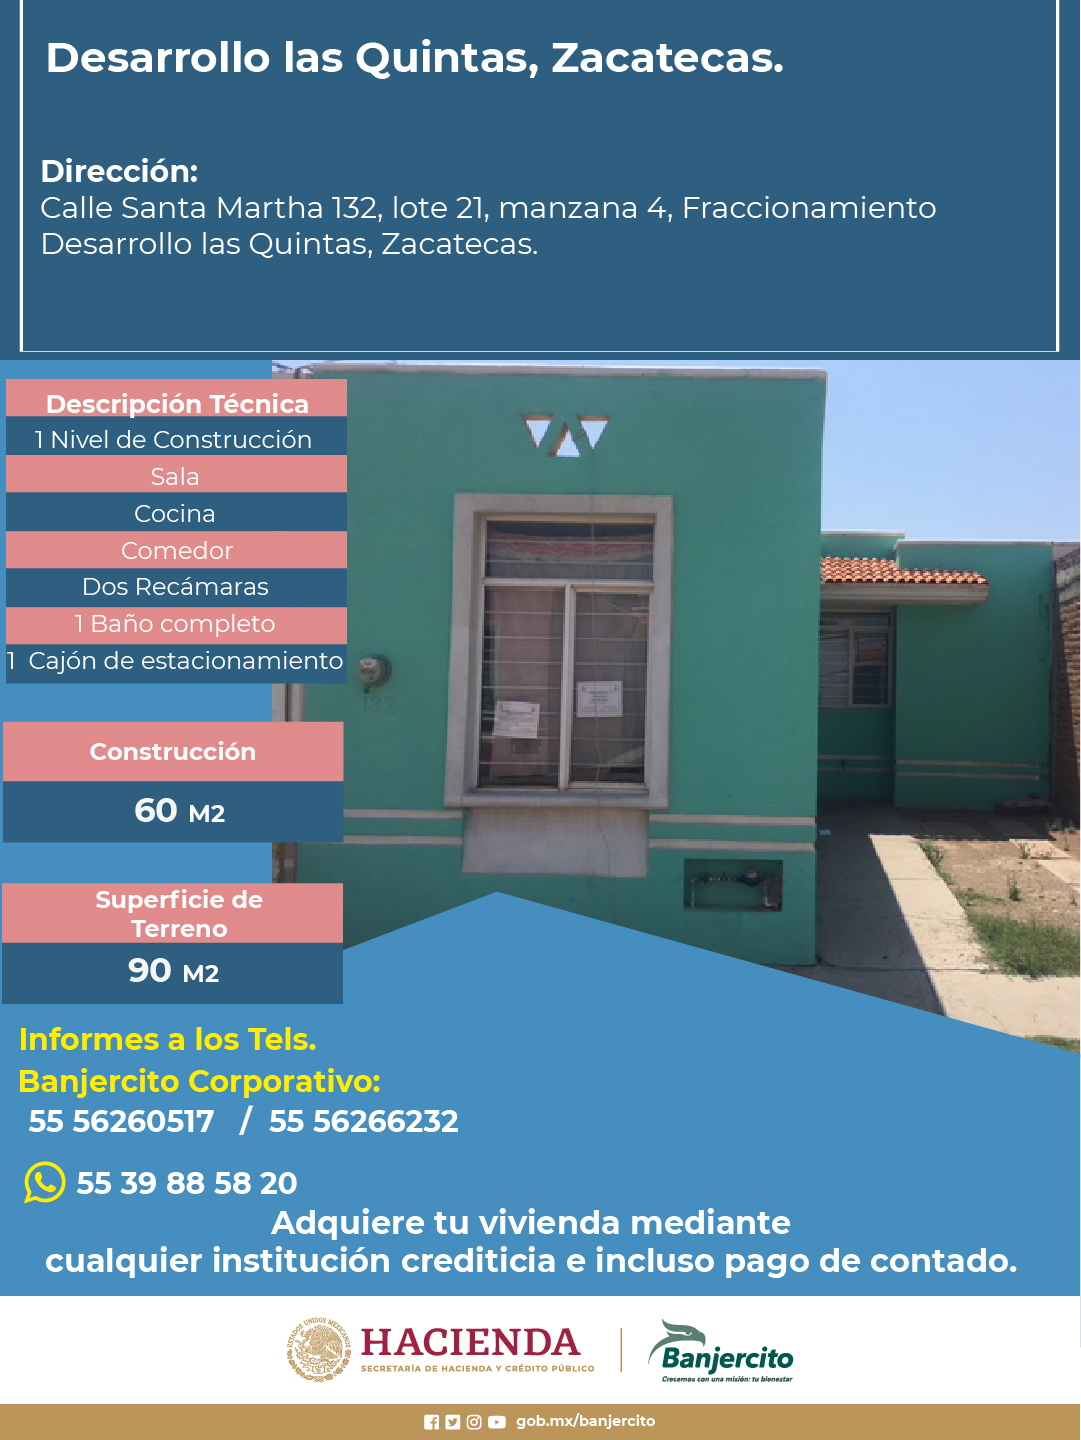 Desarrollo las Quintas, Zacatecas.
Dirección:
Calle Santa Martha 132, lote 21, manzana 4, Fraccionamiento
Desarrollo las Quintas, Zacatecas.
Descripción Técnica
1 Nivel de Construcción
Sala
Cocina
Comedor
Dos Recámaras
1 Baño completo
1 Cajón de estacionamiento
132
Construcción
60 M2
Superficie de
Terreno
90 M2
Informes a los Tels.
Banjercito Corporativo:
55 56260517 / 55 56266232
55 39 88 58 20
Adquiere tu vivienda mediante
cualquier institución crediticia e incluso pago de contado.
ESTADOS UNIDOS MEXICANOS
HACIENDA
SECRETARÍA DE HACIENDA Y CRÉDITO PÚBLICO
Banjercito
Crecemos con una misión: tu bienestar
gob.mx/banjercito